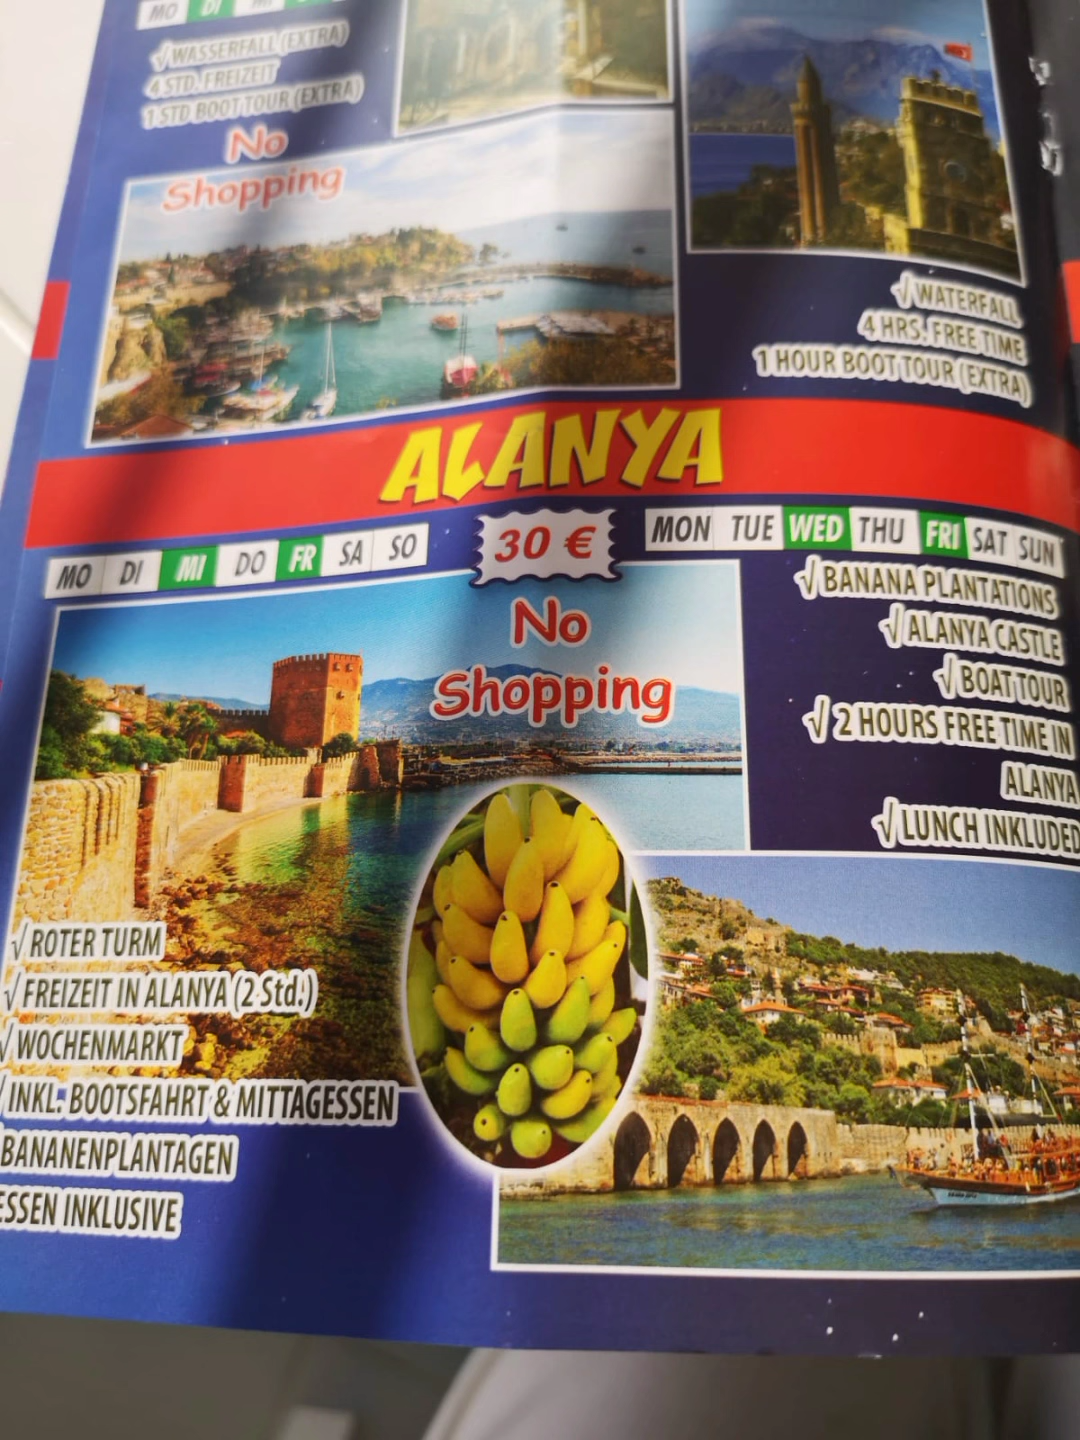 MO DI MI
√ WASSERFALL (EXTRA)
4 STD. FREIZEIT
1 STD BOOT TOUR (EXTRA)
No
Shopping
√ WATERFALL
4 HRS. FREE TIME
1 HOUR BOOT TOUR (EXTRA)
ALANYA
MO DI MI DO FR SA SO
30 €
MON TUE WED THU FRI SAT SUN
No
Shopping
√ BANANA PLANTATIONS
√ ALANYA CASTLE
√ BOAT TOUR
√ 2 HOURS FREE TIME IN
ALANYA
√ LUNCH INKLUDED
√ ROTER TURM
√ FREIZEIT IN ALANYA (2 Std.)
√ WOCHENMARKT
√ INKL. BOOTSFAHRT & MITTAGESSEN
BANANENPLANTAGEN
ESSEN INKLUSIVE